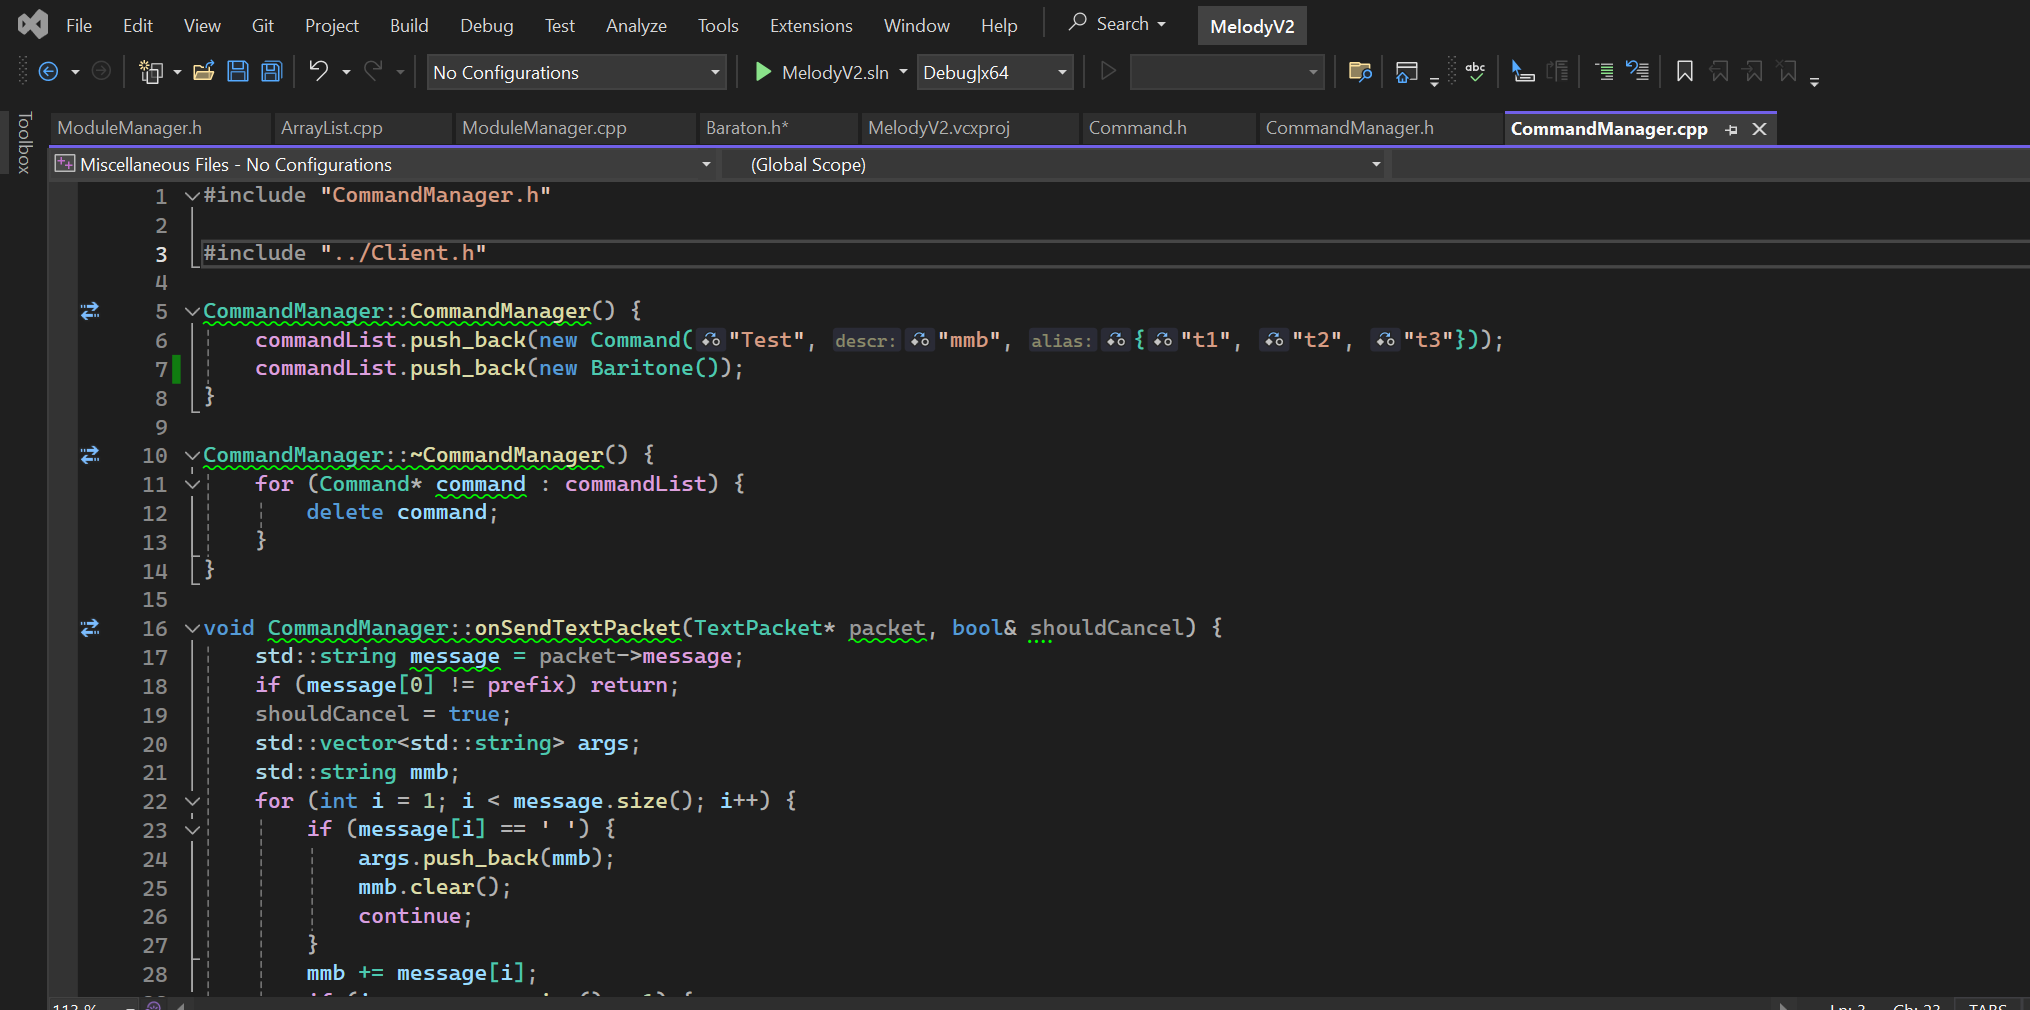 File Edit View Git Project Build Debug Test Analyze Tools Extensions Window Help Search MelodyV2
No Configurations MelodyV2.sln Debug|x64 abc
Toolbox
ModuleManager.h ArrayList.cpp ModuleManager.cpp Baraton.h* MelodyV2.vcxproj Command.h CommandManager.h CommandManager.cpp
Miscellaneous Files - No Configurations (Global Scope)
1 #include "CommandManager.h"
2
3 #include "../Client.h"
4
5 CommandManager::CommandManager() {
6 commandList.push_back(new Command("Test", descr: "mmb", alias: {"t1", "t2", "t3"}));
7 commandList.push_back(new Baritone());
8 }
9
10 CommandManager::~CommandManager() {
11 for (Command* command : commandList) {
12 delete command;
13 }
14 }
15
16 void CommandManager::onSendTextPacket(TextPacket* packet, bool& shouldCancel) {
17 std::string message = packet->message;
18 if (message[0] != prefix) return;
19 shouldCancel = true;
20 std::vector<std::string> args;
21 std::string mmb;
22 for (int i = 1; i < message.size(); i++) {
23 if (message[i] == ' ') {
24 args.push_back(mmb);
25 mmb.clear();
26 continue;
27 }
28 mmb += message[i];
113 % Ln: 3 Ch: 23 TABS